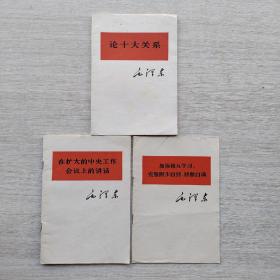 论十大关系
毛泽东
在扩大的中央工作
会议上的讲话
毛泽东
加强相互学习,
克服固步自封、骄傲自满
毛泽东